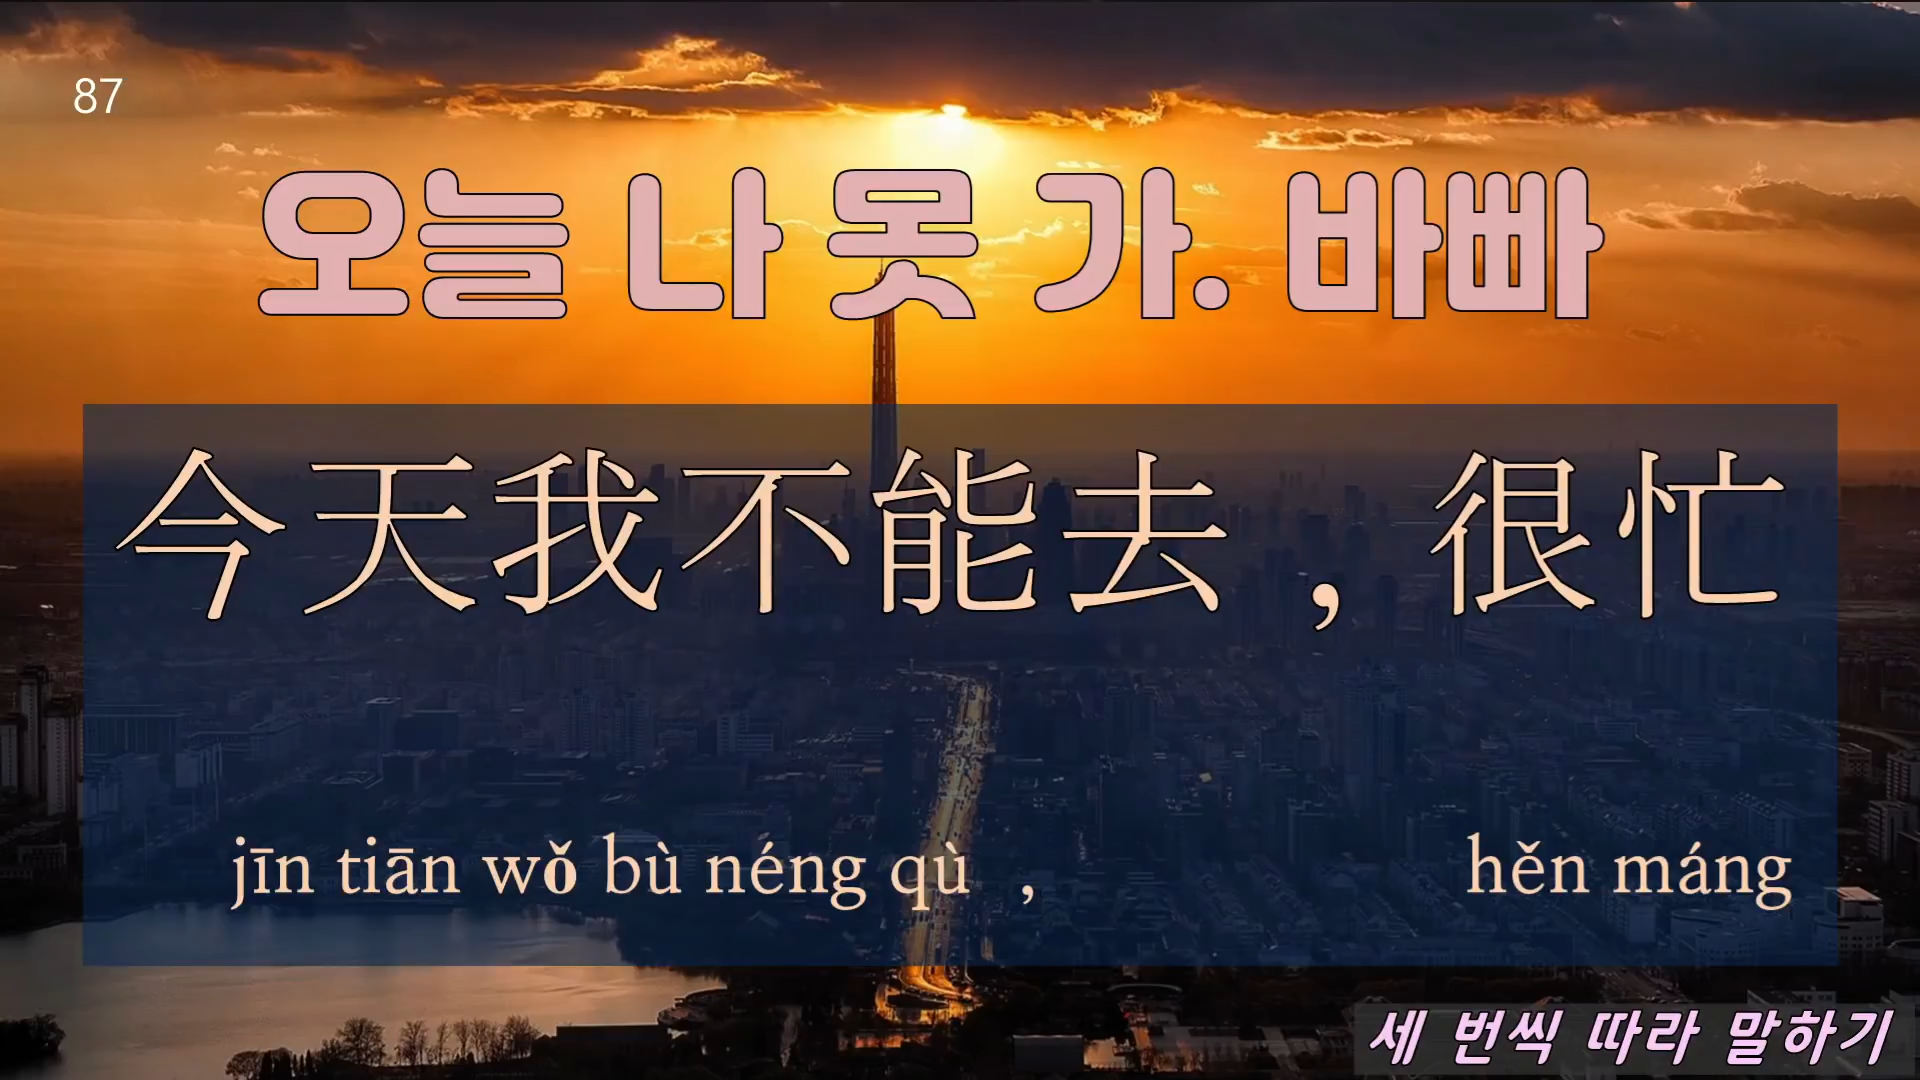 87
오늘 나 못 가. 바빠
今天我不能去，很忙
jīn tiān wǒ bù néng qù , hěn máng
세 번씩 따라 말하기